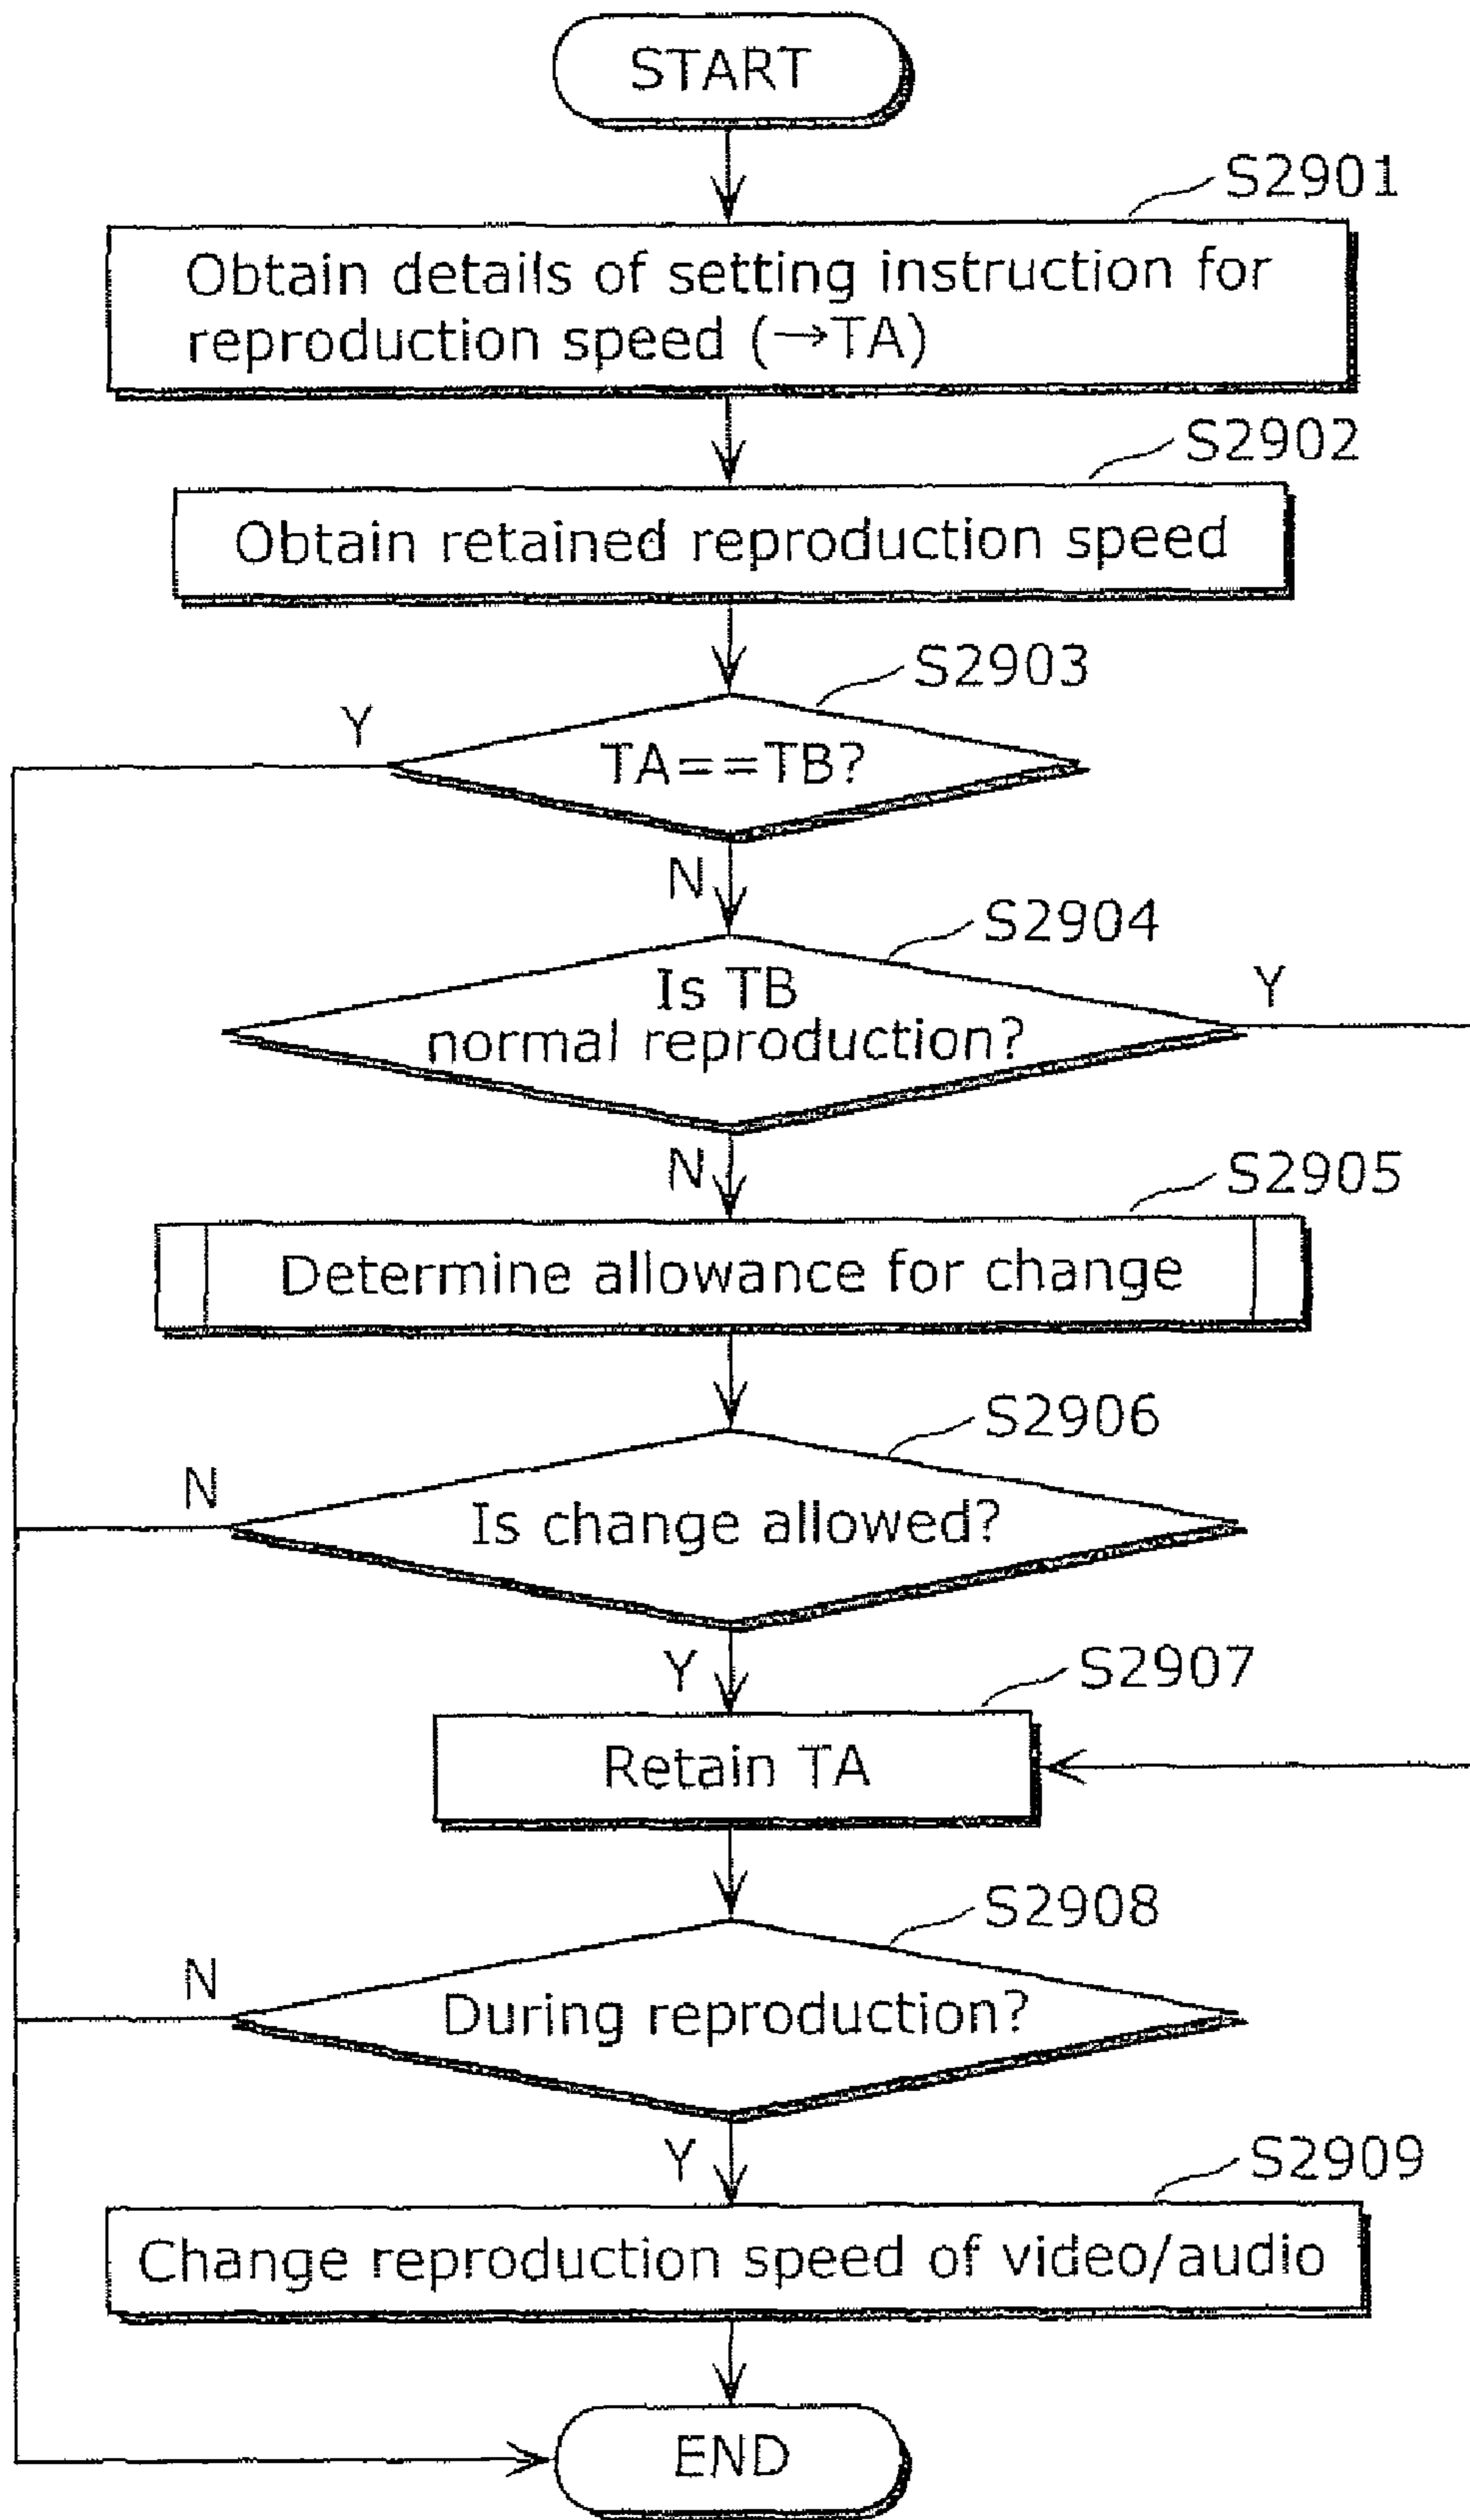 START
S2901
Obtain details of setting instruction for
reproduction speed (→TA)
S2902
Obtain retained reproduction speed
S2903
Y
TA==TB?
N
S2904
Is TB
Y
normal reproduction?
N
S2905
Determine allowance for change
S2906
N
Is change allowed?
Y
S2907
Retain TA
S2908
N
During reproduction?
Y
S2909
Change reproduction speed of video/audio
END